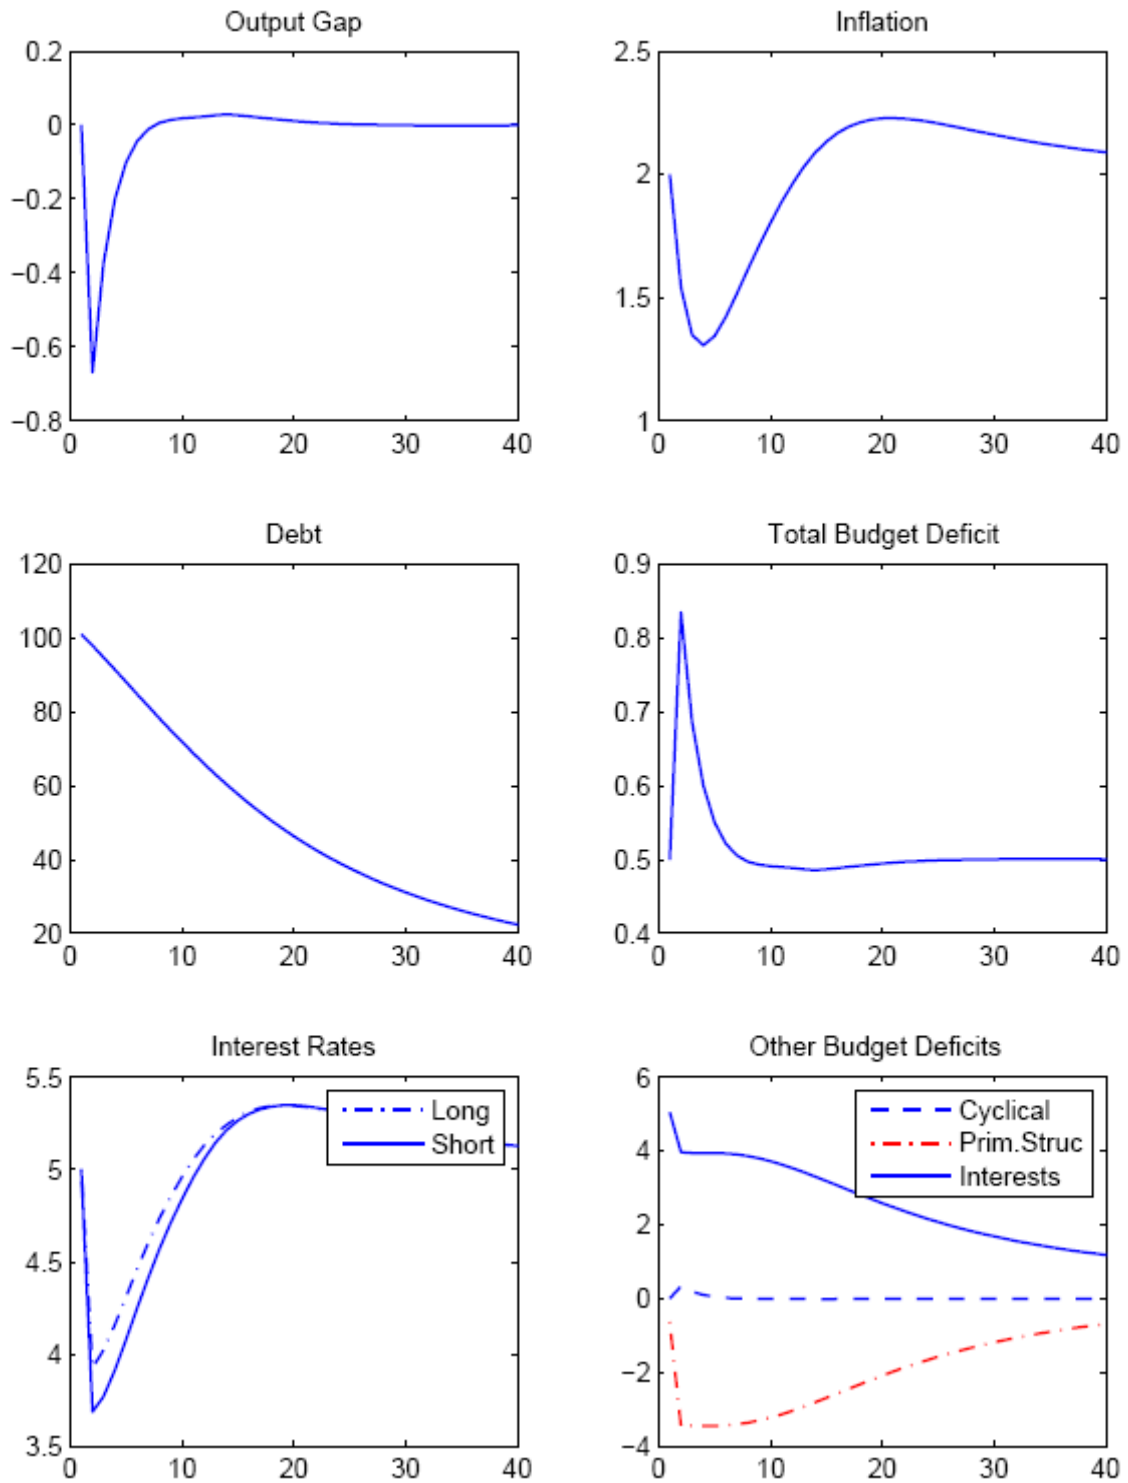 Output Gap
0.2
0
−0.2
−0.4
−0.6
−0.8
0 10 20 30 40
Inflation
2.5
2
1.5
1
0 10 20 30 40
Debt
120
100
80
60
40
20
0 10 20 30 40
Total Budget Deficit
0.9
0.8
0.7
0.6
0.5
0.4
0 10 20 30 40
Interest Rates
5.5
5
4.5
4
3.5
0 10 20 30 40
Long
Short
Other Budget Deficits
6
4
2
0
−2
−4
0 10 20 30 40
Cyclical
Prim.Struc
Interests